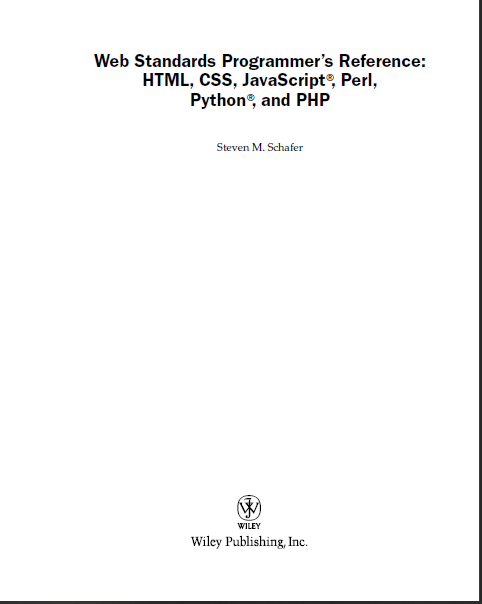 Web Standards Programmer's Reference:
HTML, CSS, JavaScript®, Perl,
Python®, and PHP
Steven M. Schafer
WILEY
Wiley Publishing, Inc.